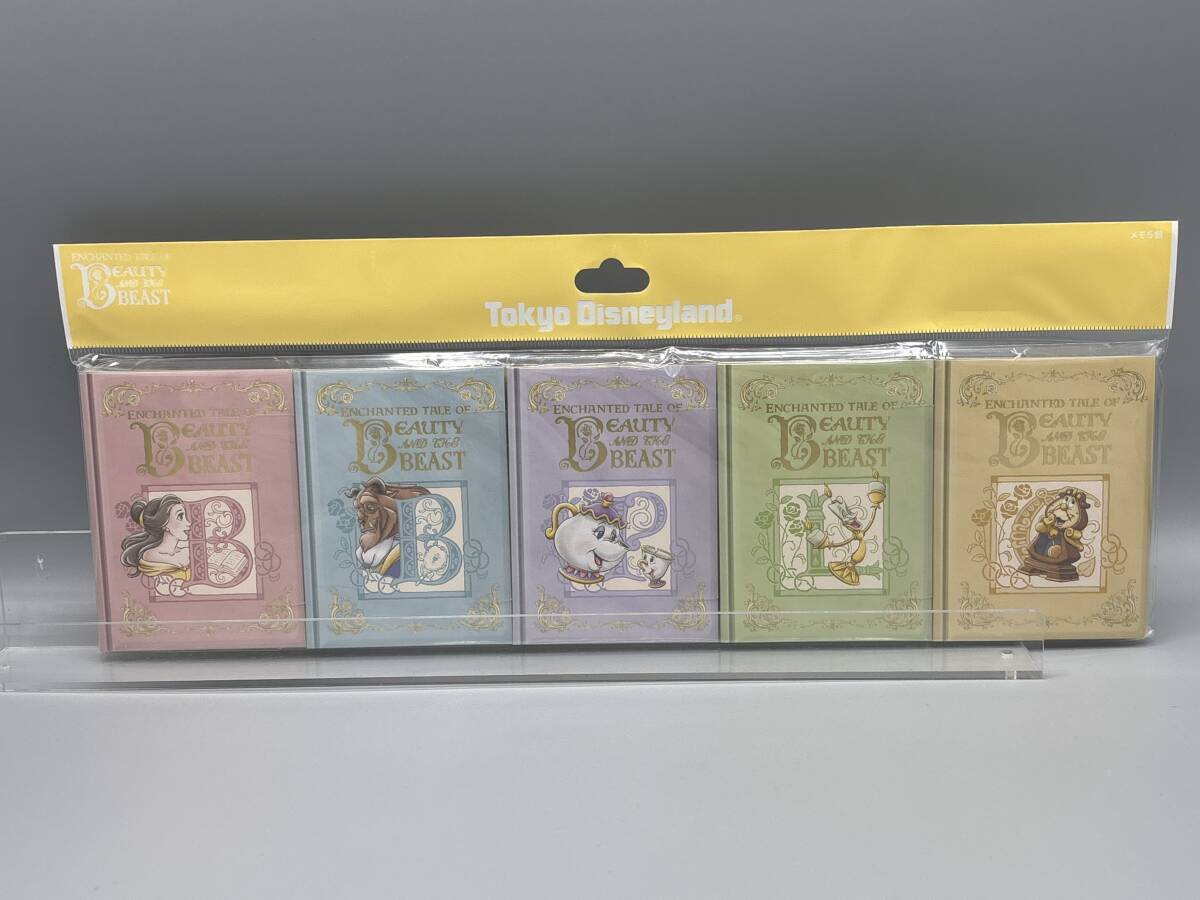 ENCHANTED TALE OF
BEAUTY
AND THE
BEAST
メモ5個
Tokyo Disneyland®
ENCHANTED TALE OF
BEAUTY
AND THE
BEAST
B
ENCHANTED TALE OF
BEAUTY
AND THE
BEAST
B
ENCHANTED TALE OF
BEAUTY
AND THE
BEAST
P
ENCHANTED TALE OF
BEAUTY
AND THE
BEAST
L
ENCHANTED TALE OF
BEAUTY
AND THE
BEAST